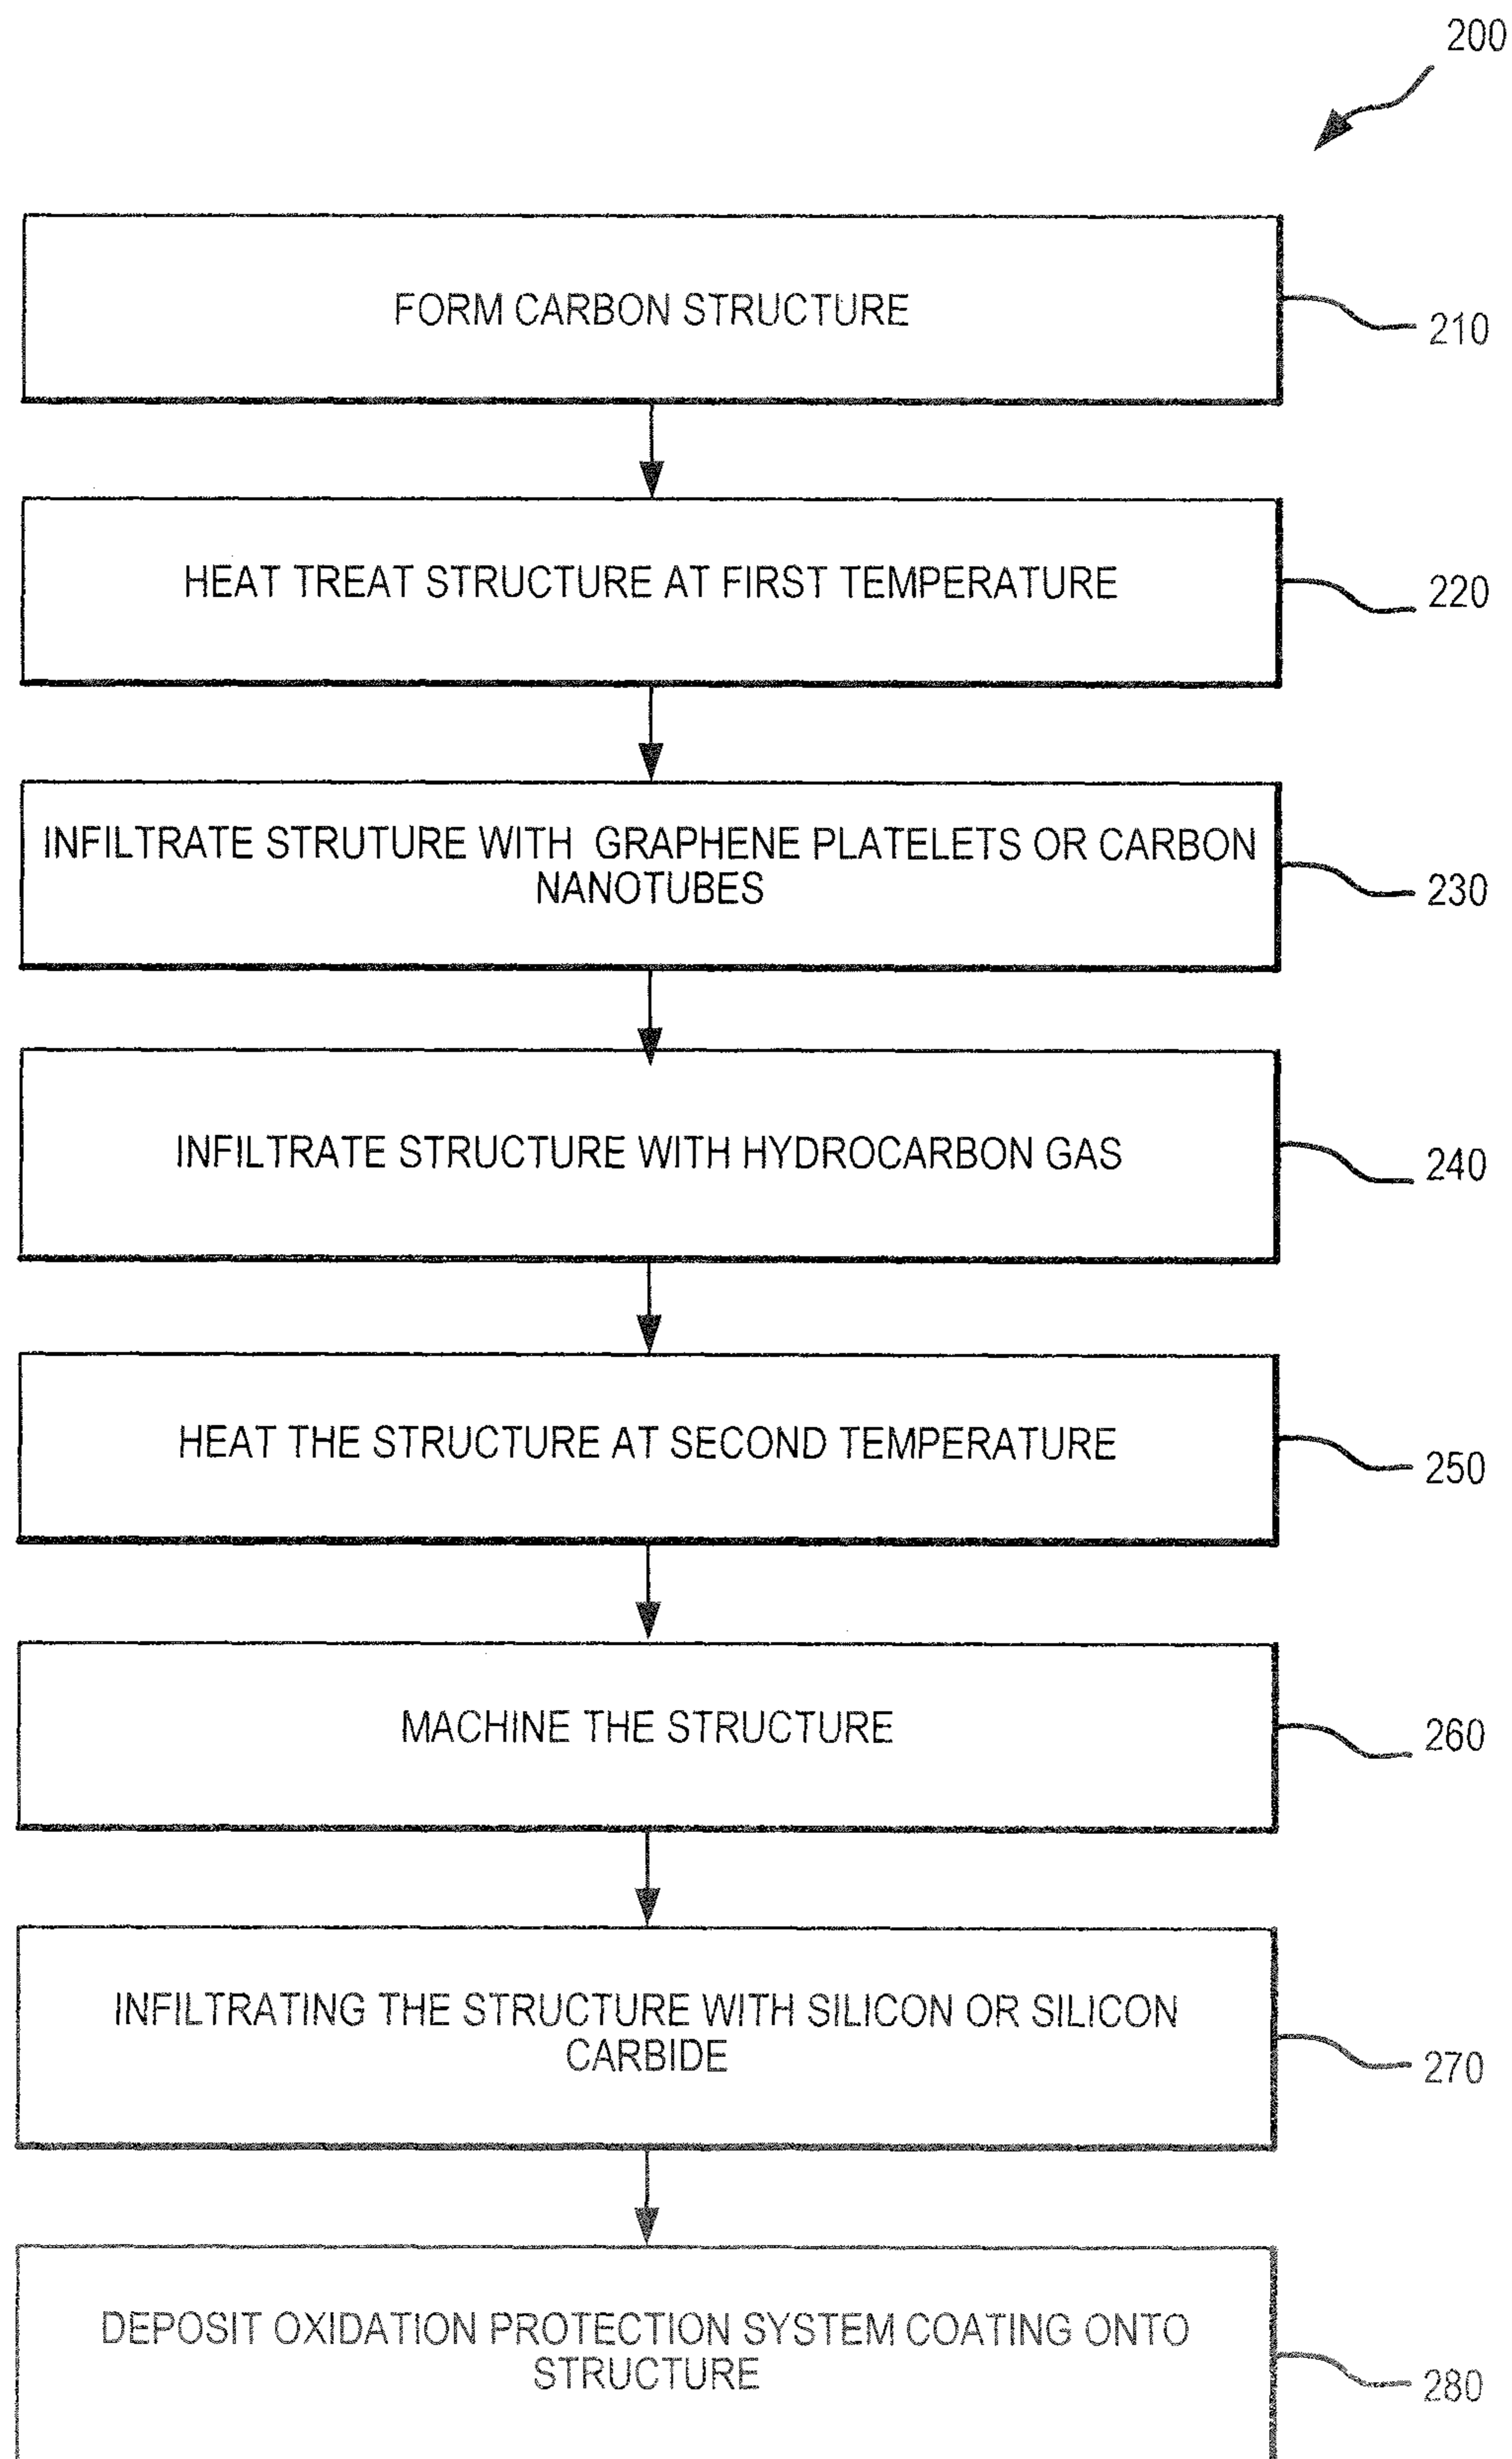 200
FORM CARBON STRUCTURE
210
HEAT TREAT STRUCTURE AT FIRST TEMPERATURE
220
INFILTRATE STRUTURE WITH GRAPHENE PLATELETS OR CARBON
NANOTUBES
230
INFILTRATE STRUCTURE WITH HYDROCARBON GAS
240
HEAT THE STRUCTURE AT SECOND TEMPERATURE
250
MACHINE THE STRUCTURE
260
INFILTRATING THE STRUCTURE WITH SILICON OR SILICON
CARBIDE
270
DEPOSIT OXIDATION PROTECTION SYSTEM COATING ONTO
STRUCTURE
280